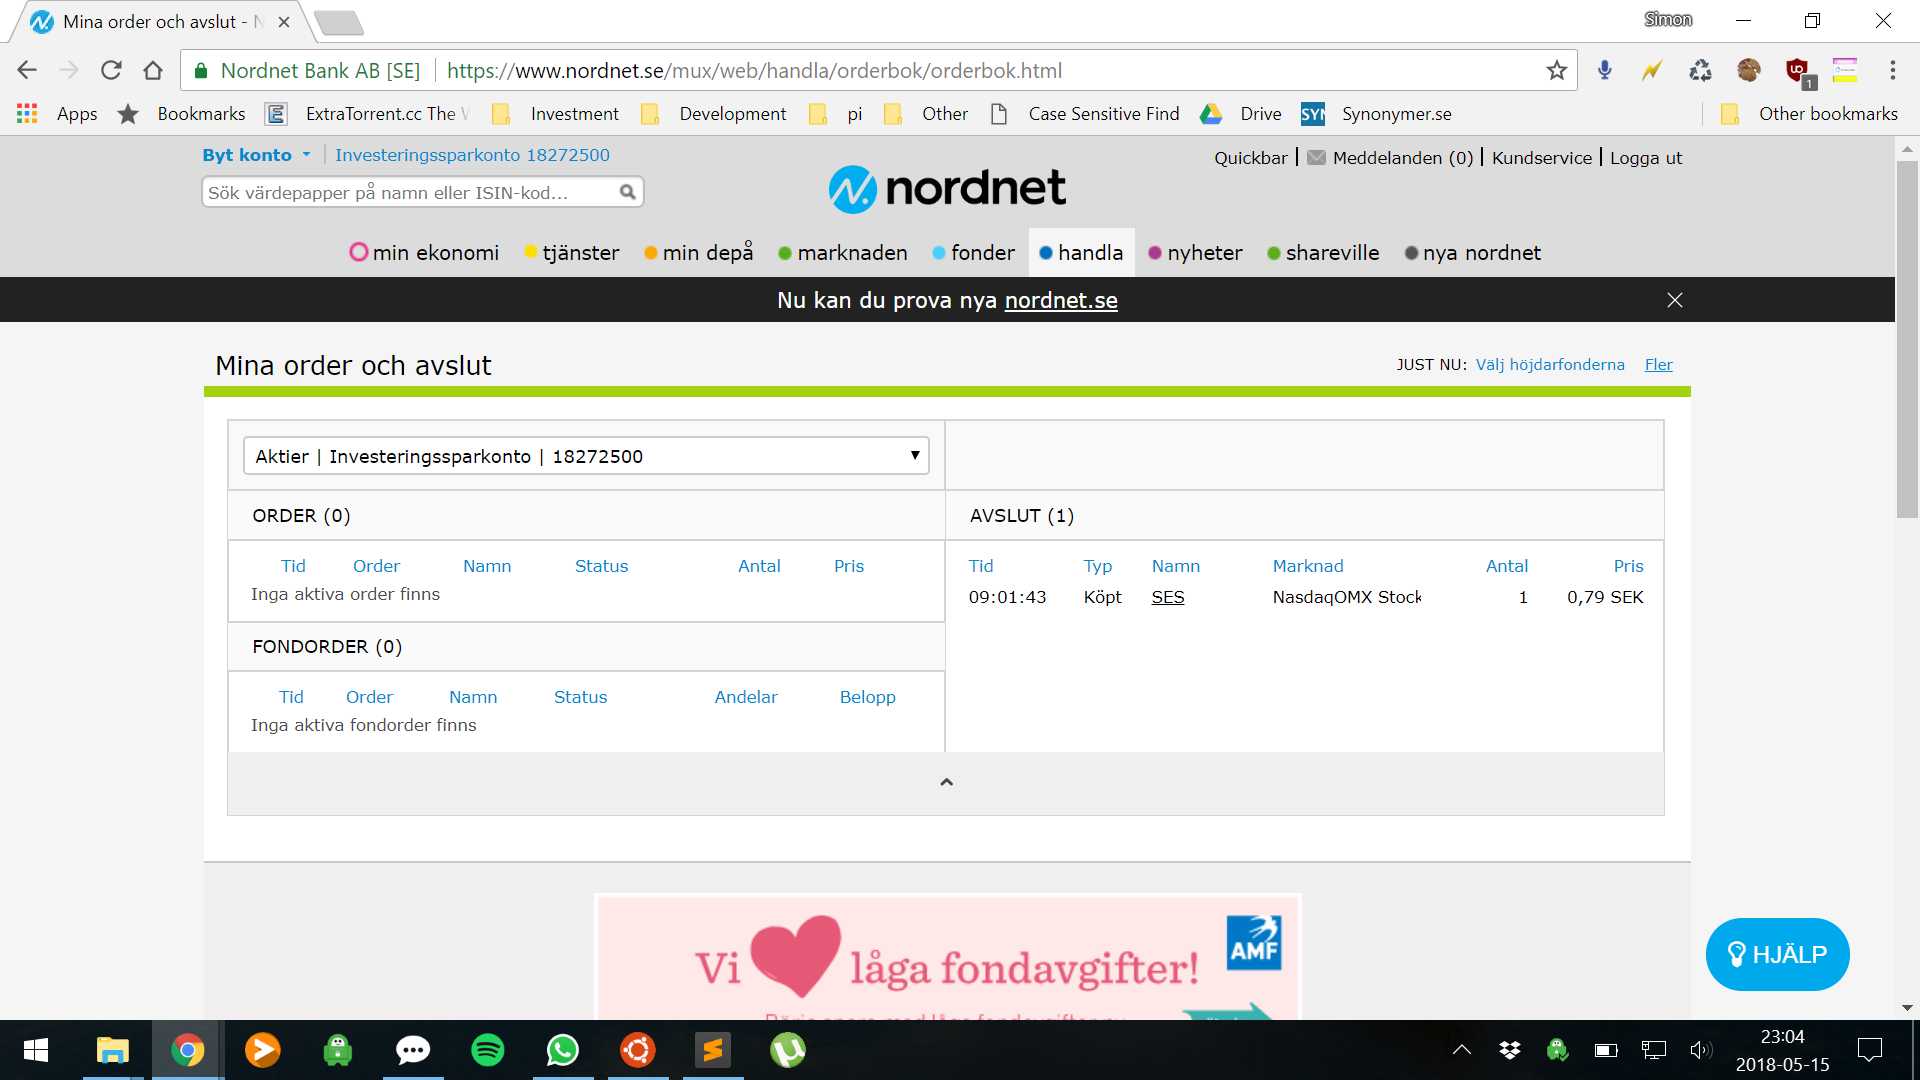 Mina order och avslut - N
Simon
Nordnet Bank AB [SE]
https://www.nordnet.se/mux/web/handla/orderbok/orderbok.html
1
Apps
Bookmarks
E
ExtraTorrent.cc The
Investment
Development
pi
Other
Case Sensitive Find
Drive
SYN
Synonymer.se
Other bookmarks
Byt konto
Investeringssparkonto 18272500
Quickbar
Meddelanden (0)
Kundservice
Logga ut
Sök värdepapper på namn eller ISIN-kod...
nordnet
min ekonomi
tjänster
min depå
marknaden
fonder
handla
nyheter
shareville
nya nordnet
Nu kan du prova nya nordnet.se
Mina order och avslut
JUST NU: Välj höjdarfonderna Fler
Aktier | Investeringssparkonto | 18272500
ORDER (0)
AVSLUT (1)
Tid Order Namn Status Antal Pris
Inga aktiva order finns
Tid Typ Namn Marknad Antal Pris
09:01:43 Köpt SES NasdaqOMX Stock 1 0,79 SEK
FONDORDER (0)
Tid Order Namn Status Andelar Belopp
Inga aktiva fondorder finns
Vi låga fondavgifter!
AMF
HJÄLP
23:04
2018-05-15